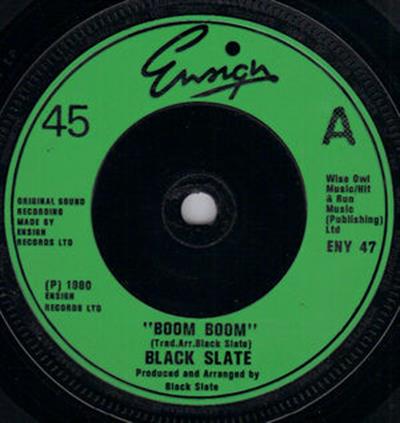 Ensign
45
A
ORIGINAL SOUND
RECORDING
MADE BY
ENSIGN
RECORDS LTD
Wise Owl
Music/Hit
& Run
Music
(Publishing)
Ltd
ENY 47
(P) 1980
ENSIGN
RECORDS LTD
"BOOM BOOM"
(Trad.Arr.Black Slate)
BLACK SLATE
Produced and Arranged by
Black Slate